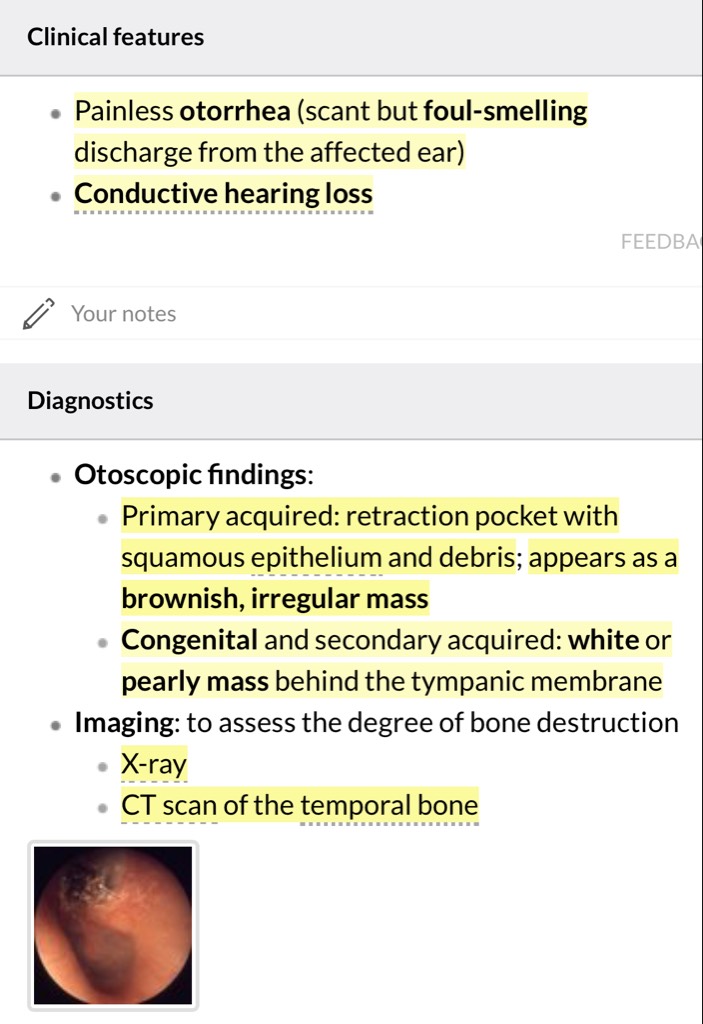 Clinical features
Painless otorrhea (scant but foul-smelling
discharge from the affected ear)
Conductive hearing loss
FEEDBA
Your notes
Diagnostics
Otoscopic findings:
Primary acquired: retraction pocket with
squamous epithelium and debris; appears as a
brownish, irregular mass
Congenital and secondary acquired: white or
pearly mass behind the tympanic membrane
Imaging: to assess the degree of bone destruction
X-ray
CT scan of the temporal bone